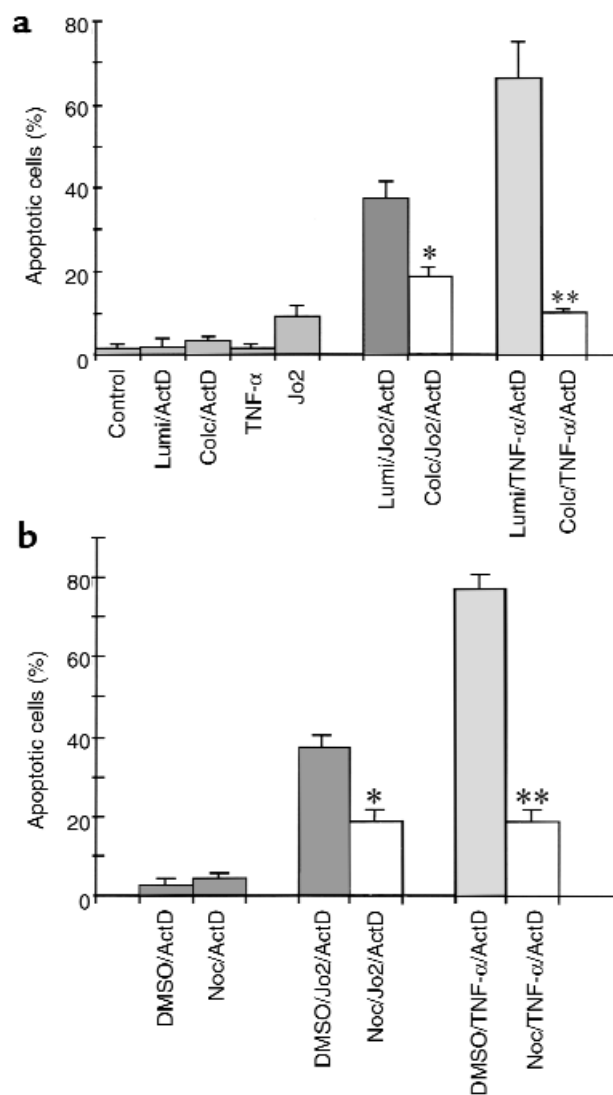 a
80
60
40
20
0
Apoptotic cells (%)
*
**
Control
Lumi/ActD
Colc/ActD
TNF-α
Jo2
Lumi/Jo2/ActD
Colc/Jo2/ActD
Lumi/TNF-α/ActD
Colc/TNF-α/ActD
b
80
60
40
20
0
Apoptotic cells (%)
*
**
DMSO/ActD
Noc/ActD
DMSO/Jo2/ActD
Noc/Jo2/ActD
DMSO/TNF-α/ActD
Noc/TNF-α/ActD